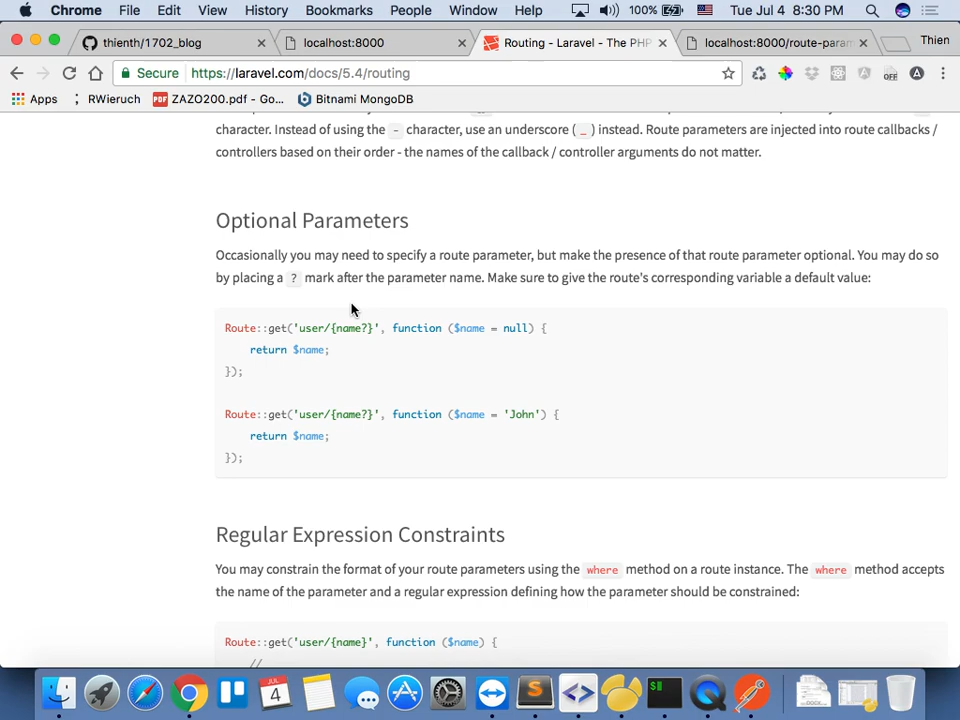 Chrome File Edit View History Bookmarks People Window Help 100% Tue Jul 4 8:30 PM
thienth/1702_blog localhost:8000 Routing - Laravel - The PHP localhost:8000/route-param Thien
Secure https://laravel.com/docs/5.4/routing OFF A
Apps RWieruch PDF ZAZO200.pdf - Go... Bitnami MongoDB
character. Instead of using the - character, use an underscore ( _ ) instead. Route parameters are injected into route callbacks /
controllers based on their order - the names of the callback / controller arguments do not matter.
Optional Parameters
Occasionally you may need to specify a route parameter, but make the presence of that route parameter optional. You may do so
by placing a ? mark after the parameter name. Make sure to give the route's corresponding variable a default value:
Route::get('user/{name?}', function ($name = null) {
return $name;
});
Route::get('user/{name?}', function ($name = 'John') {
return $name;
});
Regular Expression Constraints
You may constrain the format of your route parameters using the where method on a route instance. The where method accepts
the name of the parameter and a regular expression defining how the parameter should be constrained:
Route::get('user/{name}', function ($name) {
//
JUL
4
S
$
DOCX